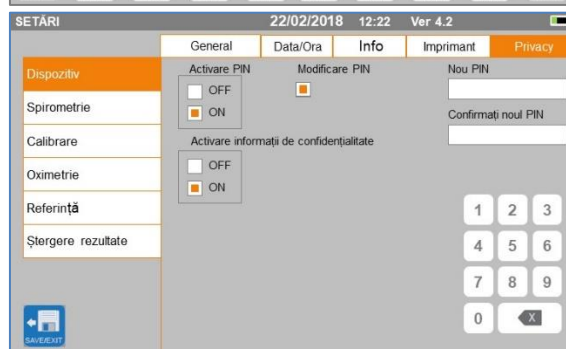 SETĂRI 22/02/2018 12:22 Ver 4.2
General Data/Ora Info Imprimant Privacy
Dispozitiv
Spirometrie
Calibrare
Oximetrie
Referință
Ștergere rezultate
Activare PIN Modificare PIN Nou PIN
OFF
ON
Confirmați noul PIN
Activare informații de confidențialitate
OFF
ON
1 2 3
4 5 6
7 8 9
0 X
SAVE/EXIT